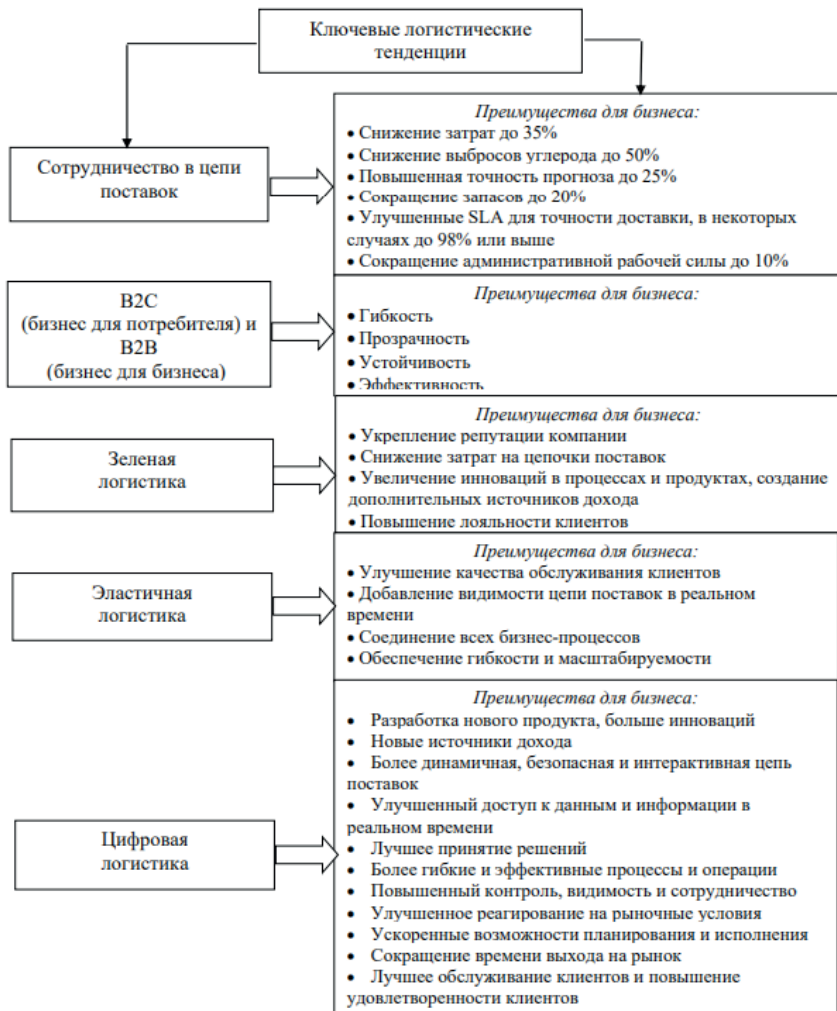 Ключевые логистические
тенденции
Сотрудничество в цепи
поставок
Преимущества для бизнеса:
• Снижение затрат до 35%
• Снижение выбросов углерода до 50%
• Повышенная точность прогноза до 25%
• Сокращение запасов до 20%
• Улучшенные SLA для точности доставки, в некоторых
случаях до 98% или выше
• Сокращение административной рабочей силы до 10%
B2C
(бизнес для потребителя) и
B2B
(бизнес для бизнеса)
Преимущества для бизнеса:
• Гибкость
• Прозрачность
• Устойчивость
• Эффективность
Зеленая
логистика
Преимущества для бизнеса:
• Укрепление репутации компании
• Снижение затрат на цепочки поставок
• Увеличение инноваций в процессах и продуктах, создание
дополнительных источников дохода
• Повышение лояльности клиентов
Эластичная
логистика
Преимущества для бизнеса:
• Улучшение качества обслуживания клиентов
• Добавление видимости цепи поставок в реальном
времени
• Соединение всех бизнес-процессов
• Обеспечение гибкости и масштабируемости
Цифровая
логистика
Преимущества для бизнеса:
• Разработка нового продукта, больше инноваций
• Новые источники дохода
• Более динамичная, безопасная и интерактивная цепь
поставок
• Улучшенный доступ к данным и информации в
реальном времени
• Лучшее принятие решений
• Более гибкие и эффективные процессы и операции
• Повышенный контроль, видимость и сотрудничество
• Улучшенное реагирование на рыночные условия
• Ускоренные возможности планирования и исполнения
• Сокращение времени выхода на рынок
• Лучшее обслуживание клиентов и повышение
удовлетворенности клиентов